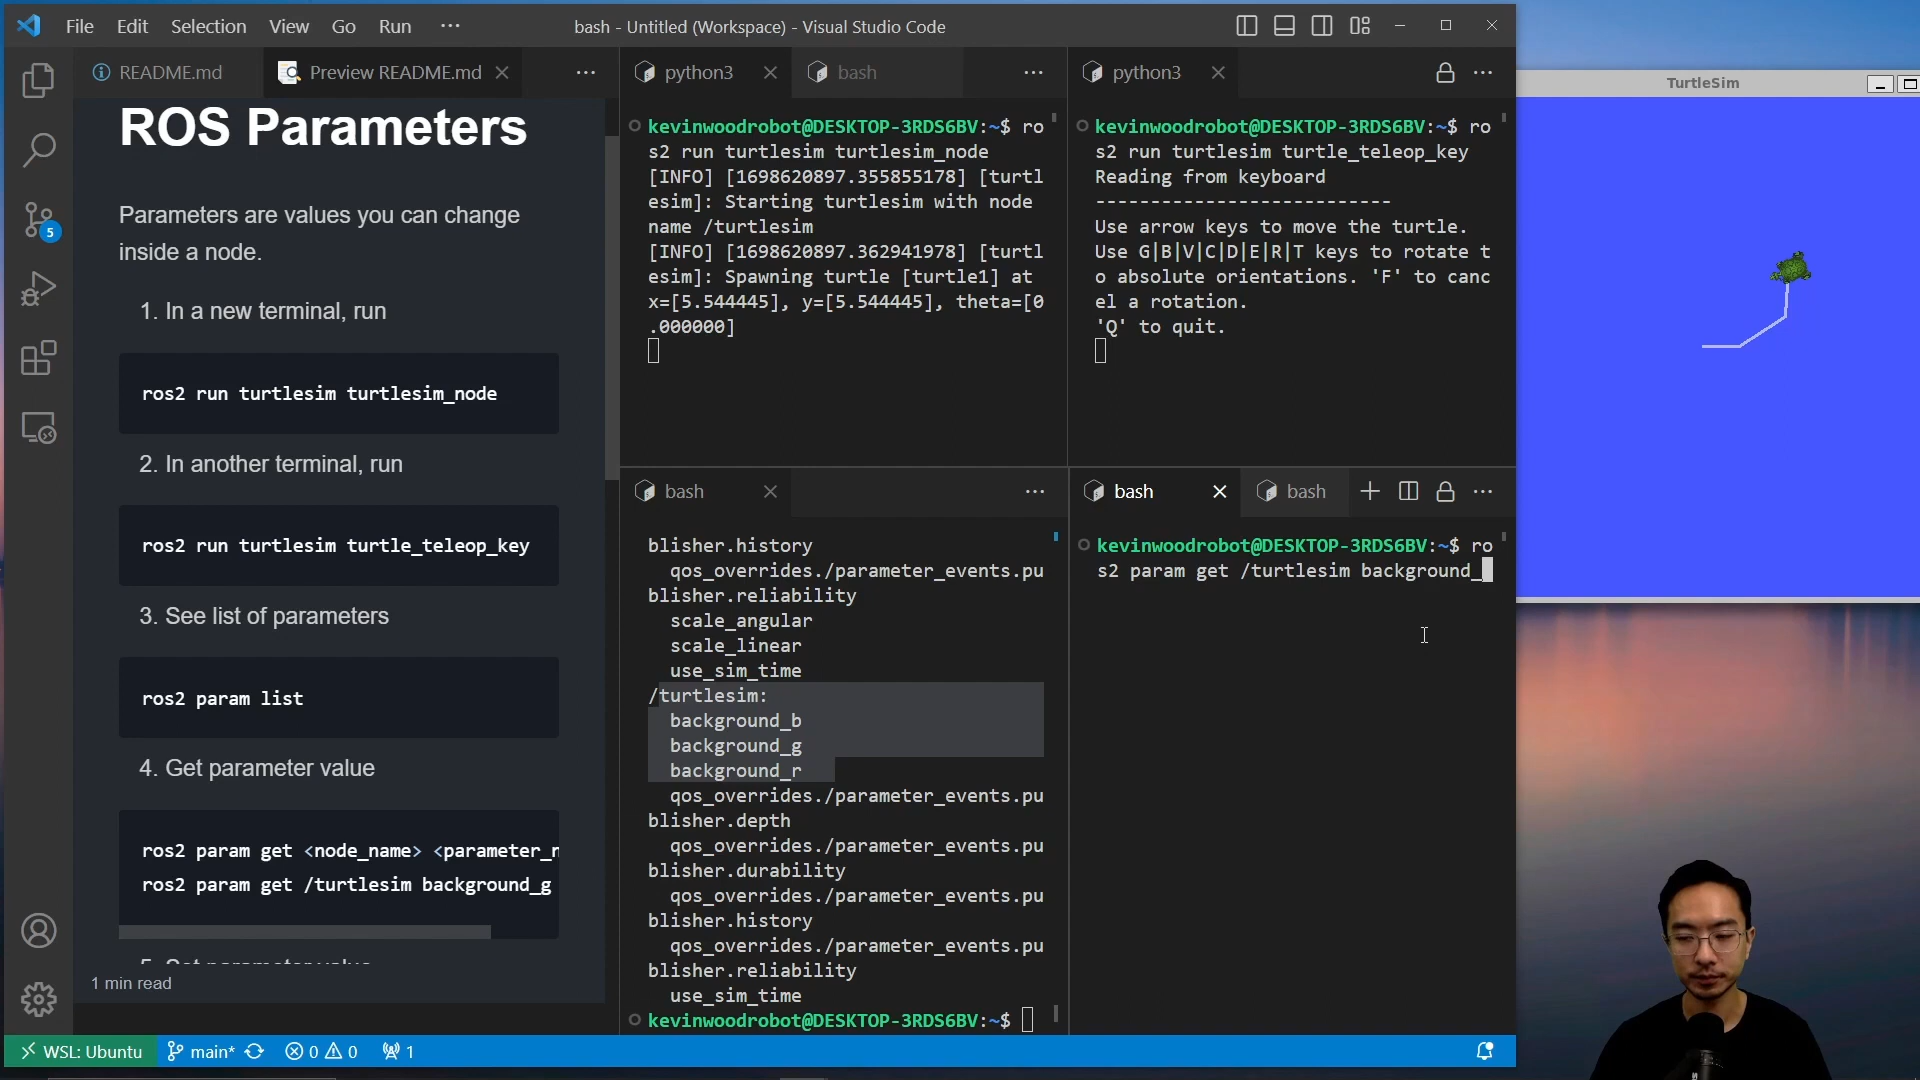 File Edit Selection View Go Run ···
bash - Untitled (Workspace) - Visual Studio Code
README.md
Preview README.md
ROS Parameters
Parameters are values you can change
inside a node.
1. In a new terminal, run
ros2 run turtlesim turtlesim_node
2. In another terminal, run
ros2 run turtlesim turtle_teleop_key
3. See list of parameters
ros2 param list
4. Get parameter value
ros2 param get <node_name> <parameter_n
ros2 param get /turtlesim background_g
1 min read
python3
bash
kevinwoodrobot@DESKTOP-3RDS6BV:~$ ro
s2 run turtlesim turtlesim_node
[INFO] [1698620897.355855178] [turtl
esim]: Starting turtlesim with node
name /turtlesim
[INFO] [1698620897.362941978] [turtl
esim]: Spawning turtle [turtle1] at
x=[5.544445], y=[5.544445], theta=[0
.000000]
python3
kevinwoodrobot@DESKTOP-3RDS6BV:~$ ro
s2 run turtlesim turtle_teleop_key
Reading from keyboard
---------------------------
Use arrow keys to move the turtle.
Use G|B|V|C|D|E|R|T keys to rotate t
o absolute orientations. 'F' to canc
el a rotation.
'Q' to quit.
bash
blisher.history
qos_overrides./parameter_events.pu
blisher.reliability
scale_angular
scale_linear
use_sim_time
/turtlesim:
background_b
background_g
background_r
qos_overrides./parameter_events.pu
blisher.depth
qos_overrides./parameter_events.pu
blisher.durability
qos_overrides./parameter_events.pu
blisher.history
qos_overrides./parameter_events.pu
blisher.reliability
use_sim_time
kevinwoodrobot@DESKTOP-3RDS6BV:~$
bash
bash
kevinwoodrobot@DESKTOP-3RDS6BV:~$ ro
s2 param get /turtlesim background_
TurtleSim
5
WSL: Ubuntu
main*
0
0
1